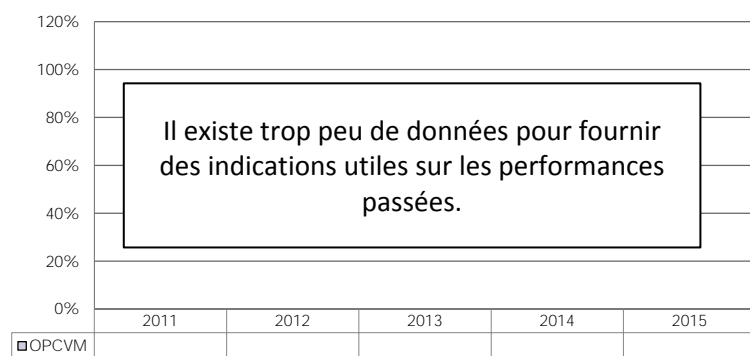 120%
100%
80%
60%
40%
20%
0%
Il existe trop peu de données pour fournir
des indications utiles sur les performances
passées.
2011 2012 2013 2014 2015
OPCVM